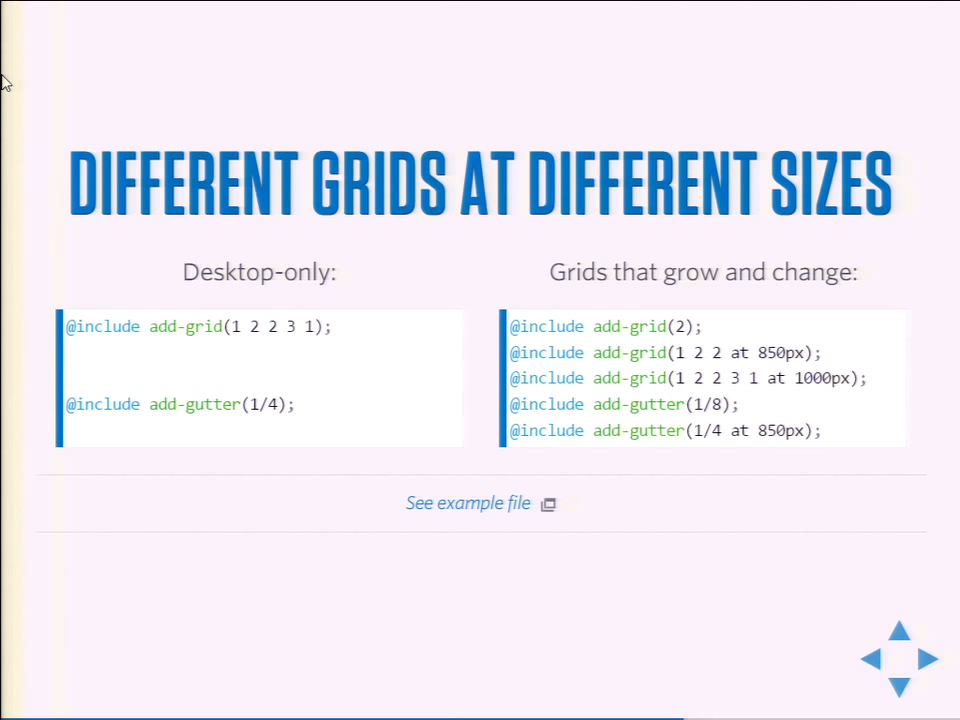 DIFFERENT GRIDS AT DIFFERENT SIZES
Desktop-only:
@include add-grid(1 2 2 3 1);
@include add-gutter(1/4);
Grids that grow and change:
@include add-grid(2);
@include add-grid(1 2 2 at 850px);
@include add-grid(1 2 2 3 1 at 1000px);
@include add-gutter(1/8);
@include add-gutter(1/4 at 850px);
See example file